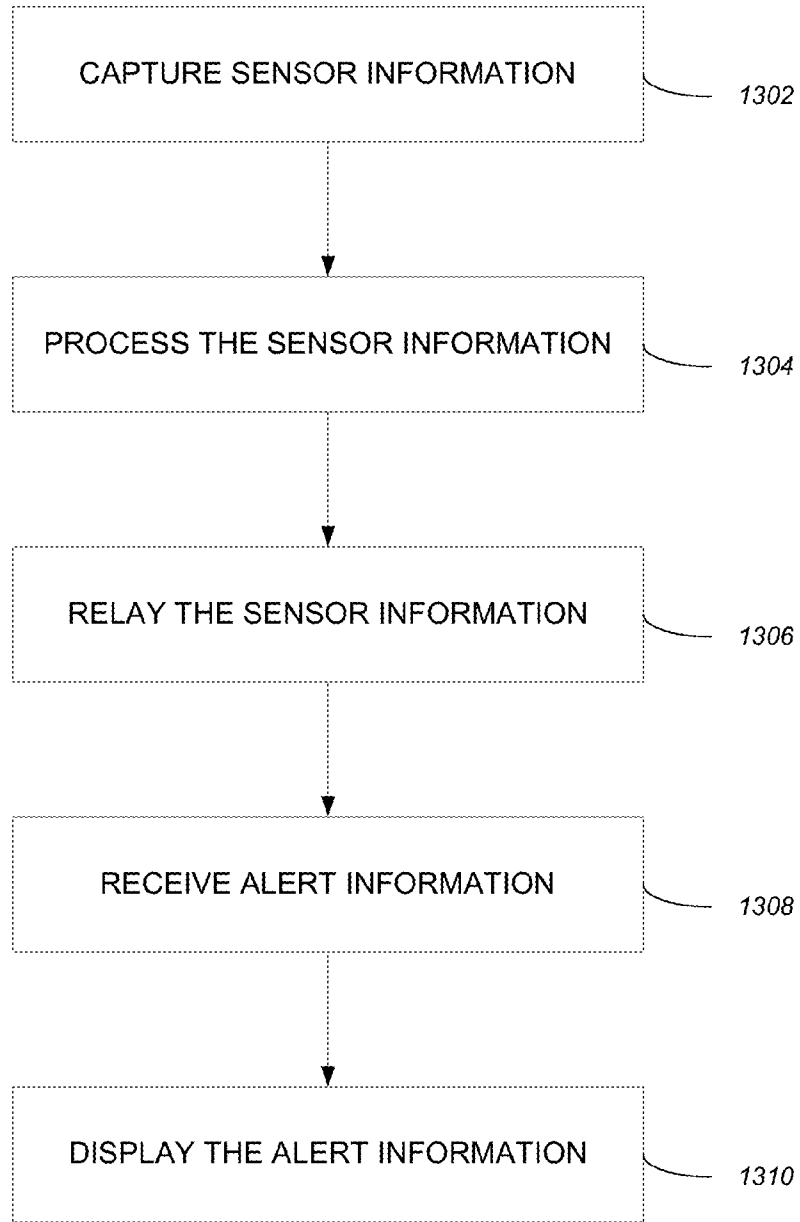 CAPTURE SENSOR INFORMATION
1302
PROCESS THE SENSOR INFORMATION
1304
RELAY THE SENSOR INFORMATION
1306
RECEIVE ALERT INFORMATION
1308
DISPLAY THE ALERT INFORMATION
1310